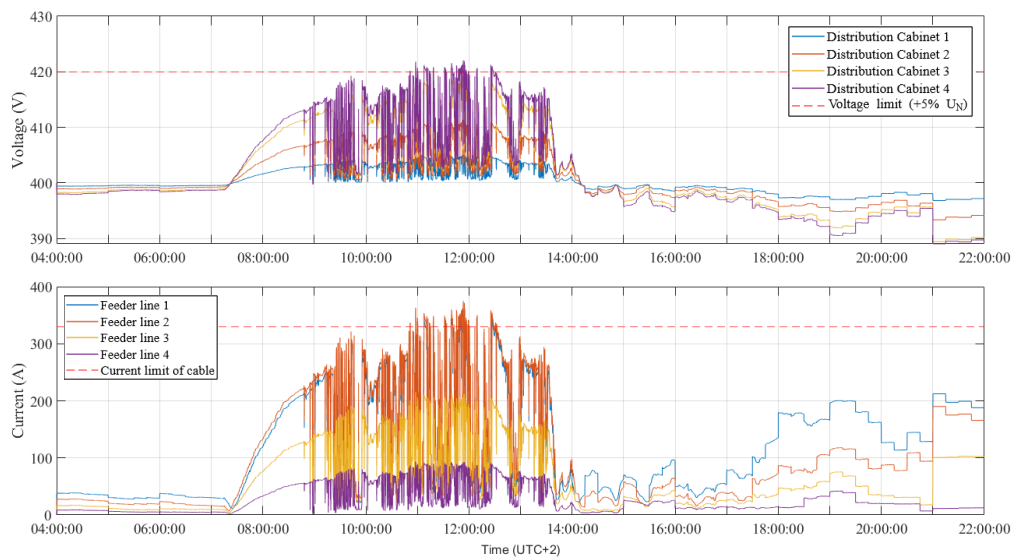 430
420
410
400
390
Voltage (V)
Distribution Cabinet 1
Distribution Cabinet 2
Distribution Cabinet 3
Distribution Cabinet 4
Voltage limit (+5% UN)
04:00:00 06:00:00 08:00:00 10:00:00 12:00:00 14:00:00 16:00:00 18:00:00 20:00:00 22:00:00
400
300
200
100
0
Current (A)
Feeder line 1
Feeder line 2
Feeder line 3
Feeder line 4
Current limit of cable
04:00:00 06:00:00 08:00:00 10:00:00 12:00:00 14:00:00 16:00:00 18:00:00 20:00:00 22:00:00
Time (UTC+2)